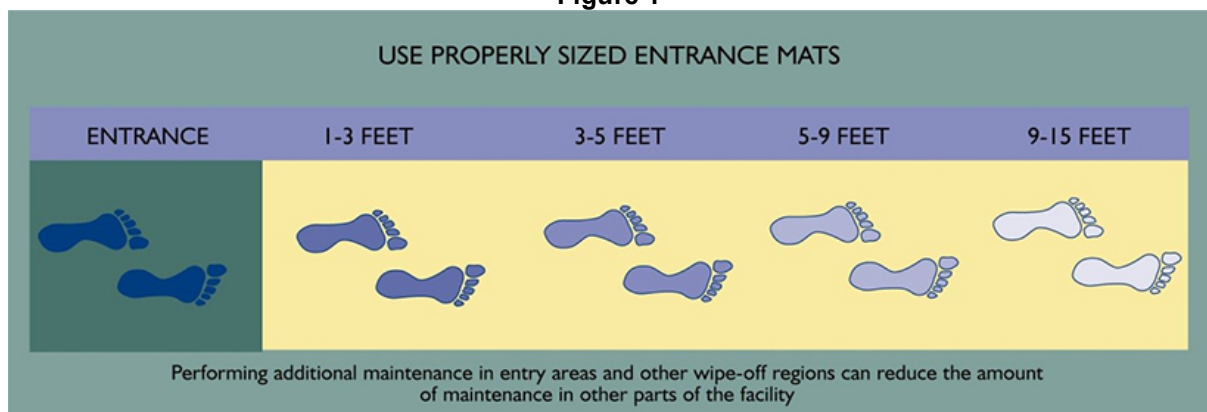 Figure 1
USE PROPERLY SIZED ENTRANCE MATS
ENTRANCE 1-3 FEET 3-5 FEET 5-9 FEET 9-15 FEET
Performing additional maintenance in entry areas and other wipe-off regions can reduce the amount
of maintenance in other parts of the facility